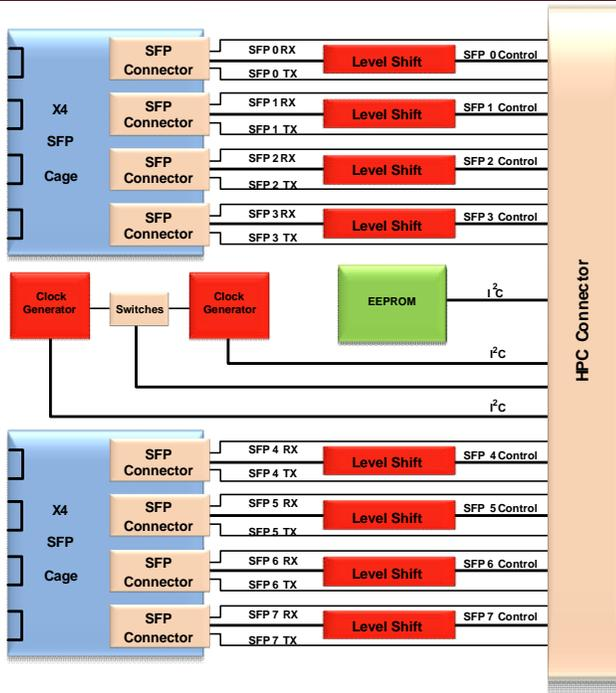 SFP
Connector
SFP 0 RX
SFP 0 TX
Level Shift
SFP 0 Control
X4
SFP
Cage
SFP
Connector
SFP 1 RX
SFP 1 TX
Level Shift
SFP 1 Control
SFP
Connector
SFP 2 RX
SFP 2 TX
Level Shift
SFP 2 Control
SFP
Connector
SFP 3 RX
SFP 3 TX
Level Shift
SFP 3 Control
Clock
Generator
Switches
Clock
Generator
EEPROM
I²C
I²C
I²C
HPC Connector
SFP
Connector
SFP 4 RX
SFP 4 TX
Level Shift
SFP 4 Control
X4
SFP
Cage
SFP
Connector
SFP 5 RX
SFP 5 TX
Level Shift
SFP 5 Control
SFP
Connector
SFP 6 RX
SFP 6 TX
Level Shift
SFP 6 Control
SFP
Connector
SFP 7 RX
SFP 7 TX
Level Shift
SFP 7 Control